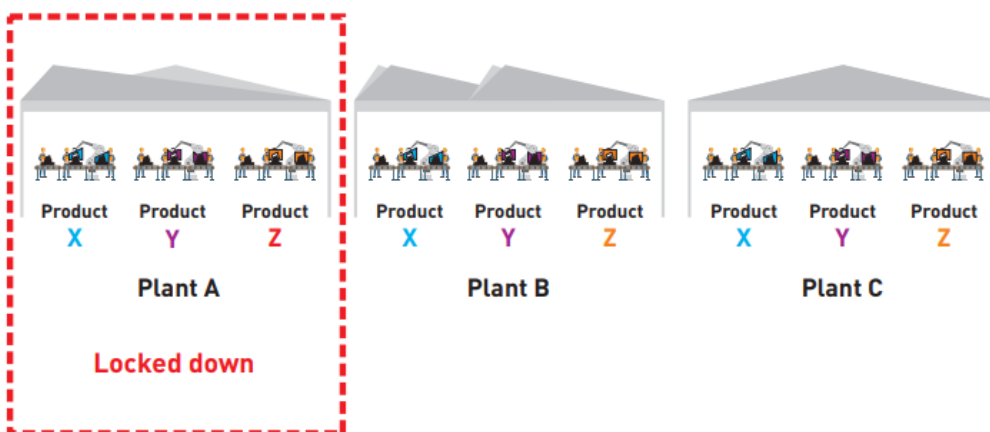 Product Product Product
X Y Z
Plant A
Locked down
Product Product Product
X Y Z
Plant B
Product Product Product
X Y Z
Plant C